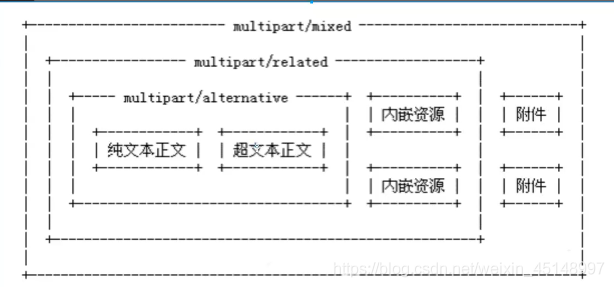 multipart/mixed
multipart/related
multipart/alternative
内嵌资源 附件
纯文本正文 超文本正文
内嵌资源 附件
https://blog.csdn.net/weixin_45148997